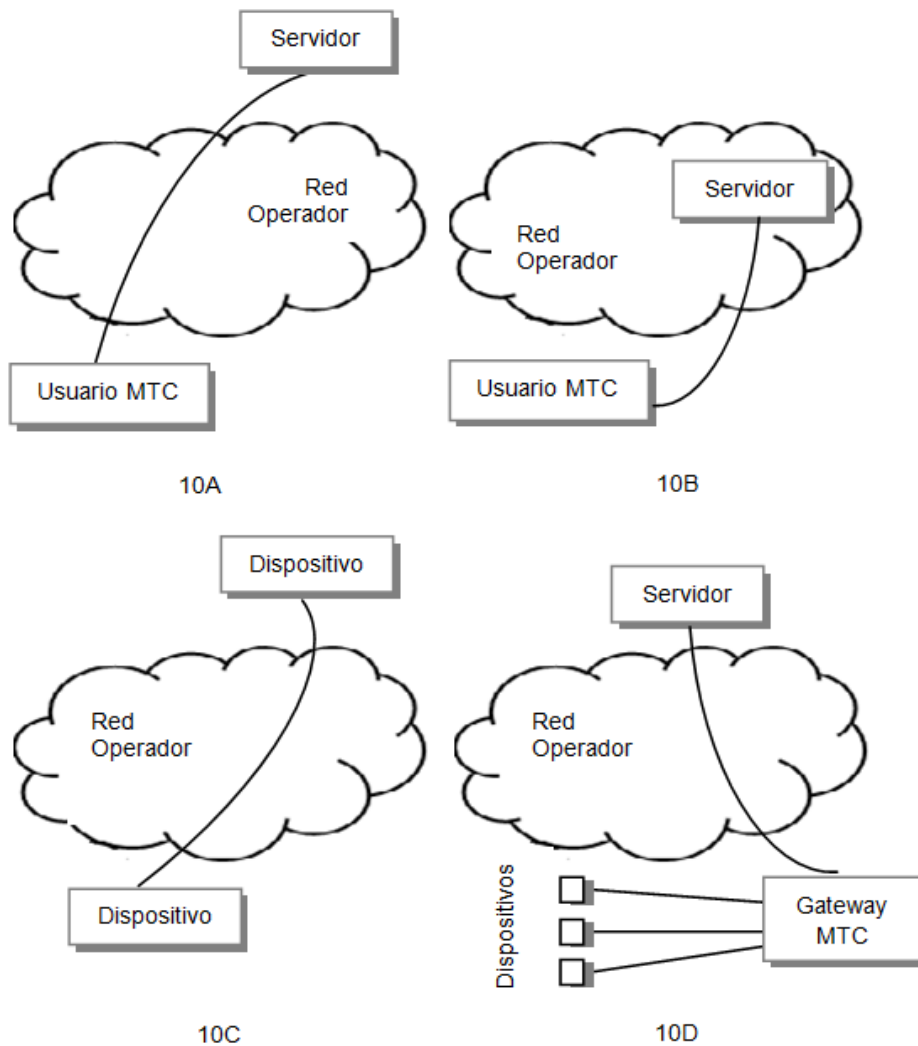 Servidor
Red
Operador
Usuario MTC
10A
Servidor
Red
Operador
Usuario MTC
10B
Dispositivo
Red
Operador
Dispositivo
10C
Servidor
Red
Operador
Dispositivos
Gateway
MTC
10D